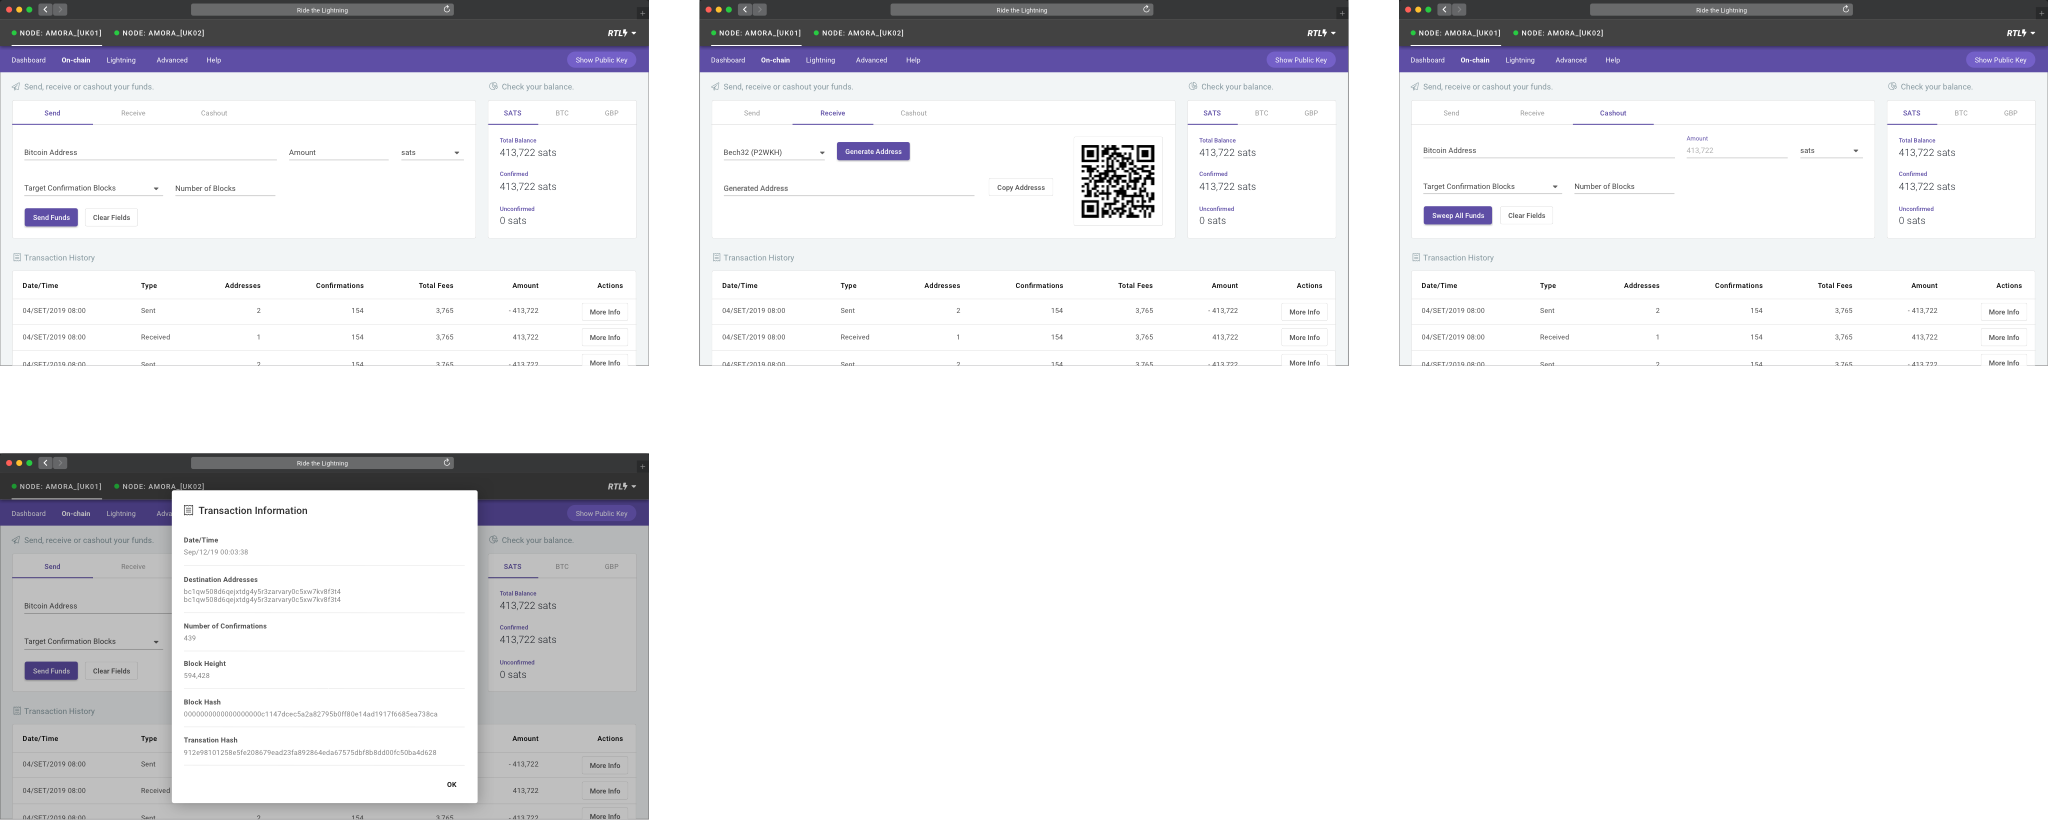 Ride the Lightning
NODE: AMORA_[UK01] NODE: AMORA_[UK02] RTL
Dashboard On-chain Lightning Advanced Help Show Public Key
Send, receive or cashout your funds. Check your balance.
Send Receive Cashout SATS BTC GBP
Total Balance
Bitcoin Address Amount sats 413,722 sats
Confirmed
Target Confirmation Blocks Number of Blocks 413,722 sats
Unconfirmed
Send Funds Clear Fields 0 sats
Transaction History
Date/Time Type Addresses Confirmations Total Fees Amount Actions
04/SET/2019 08:00 Sent 2 154 3,765 - 413,722 More Info
04/SET/2019 08:00 Received 1 154 3,765 413,722 More Info
04/SET/2019 08:00 Sent 2 154 3,765 - 413,722 More Info
Ride the Lightning
NODE: AMORA_[UK01] NODE: AMORA_[UK02] RTL
Dashboard On-chain Lightning Advanced Help Show Public Key
Send, receive or cashout your funds. Check your balance.
Send Receive Cashout SATS BTC GBP
Total Balance
Bech32 (P2WKH) Generate Address 413,722 sats
Confirmed
Generated Address Copy Addresss 413,722 sats
Unconfirmed
0 sats
Transaction History
Date/Time Type Addresses Confirmations Total Fees Amount Actions
04/SET/2019 08:00 Sent 2 154 3,765 - 413,722 More Info
04/SET/2019 08:00 Received 1 154 3,765 413,722 More Info
04/SET/2019 08:00 Sent 2 154 3,765 - 413,722 More Info
Ride the Lightning
NODE: AMORA_[UK01] NODE: AMORA_[UK02] RTL
Dashboard On-chain Lightning Advanced Help Show Public Key
Send, receive or cashout your funds. Check your balance.
Send Receive Cashout SATS BTC GBP
Amount Total Balance
Bitcoin Address 413,722 sats 413,722 sats
Confirmed
Target Confirmation Blocks Number of Blocks 413,722 sats
Unconfirmed
Sweep All Funds Clear Fields 0 sats
Transaction History
Date/Time Type Addresses Confirmations Total Fees Amount Actions
04/SET/2019 08:00 Sent 2 154 3,765 - 413,722 More Info
04/SET/2019 08:00 Received 1 154 3,765 413,722 More Info
04/SET/2019 08:00 Sent 2 154 3,765 - 413,722 More Info
Ride the Lightning
NODE: AMORA_[UK01] NODE: AMORA_[UK02] RTL
Dashboard On-chain Lightning Adva Show Public Key
Send, receive or cashout your funds. Check your balance.
Send Receive SATS BTC GBP
Total Balance
Bitcoin Address 413,722 sats
Confirmed
Target Confirmation Blocks 413,722 sats
Unconfirmed
Send Funds Clear Fields 0 sats
Transaction History
Date/Time Type Amount Actions
04/SET/2019 08:00 Sent - 413,722 More Info
04/SET/2019 08:00 Received 413,722 More Info
04/SET/2019 08:00 Sent 2 154 3,765 - 413,722 More Info
Transaction Information
Date/Time
Sep/12/19 00:03:38
Destination Addresses
bc1qw508d6qejxtdg4y5r3zarvary0c5xw7kv8f3t4
bc1qw508d6qejxtdg4y5r3zarvary0c5xw7kv8f3t4
Number of Confirmations
439
Block Height
594,428
Block Hash
0000000000000000000c1147dcec5a2a82795b0ff80e14ad1917f6685ea738ca
Transation Hash
912e98101258e5fe208679ead23fa892864eda67575dbf8b8dd00fc50ba4d628
OK